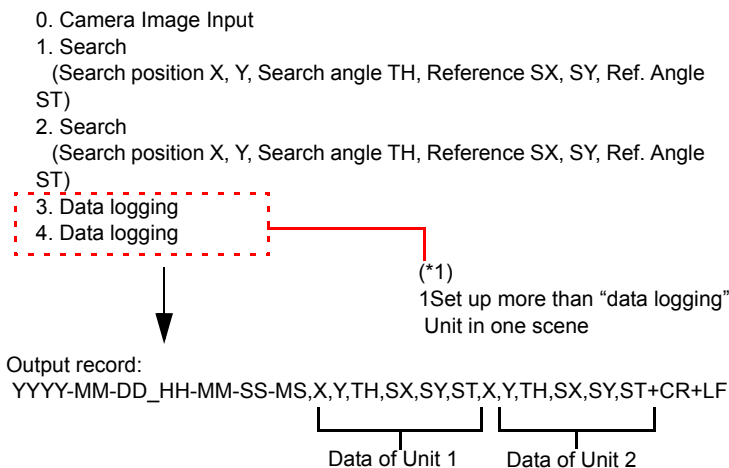 0. Camera Image Input
1. Search
(Search position X, Y, Search angle TH, Reference SX, SY, Ref. Angle
ST)
2. Search
(Search position X, Y, Search angle TH, Reference SX, SY, Ref. Angle
ST)
3. Data logging
4. Data logging
(*1)
1Set up more than “data logging”
Unit in one scene
Output record:
YYYY-MM-DD_HH-MM-SS-MS,X,Y,TH,SX,SY,ST,X,Y,TH,SX,SY,ST+CR+LF
Data of Unit 1
Data of Unit 2